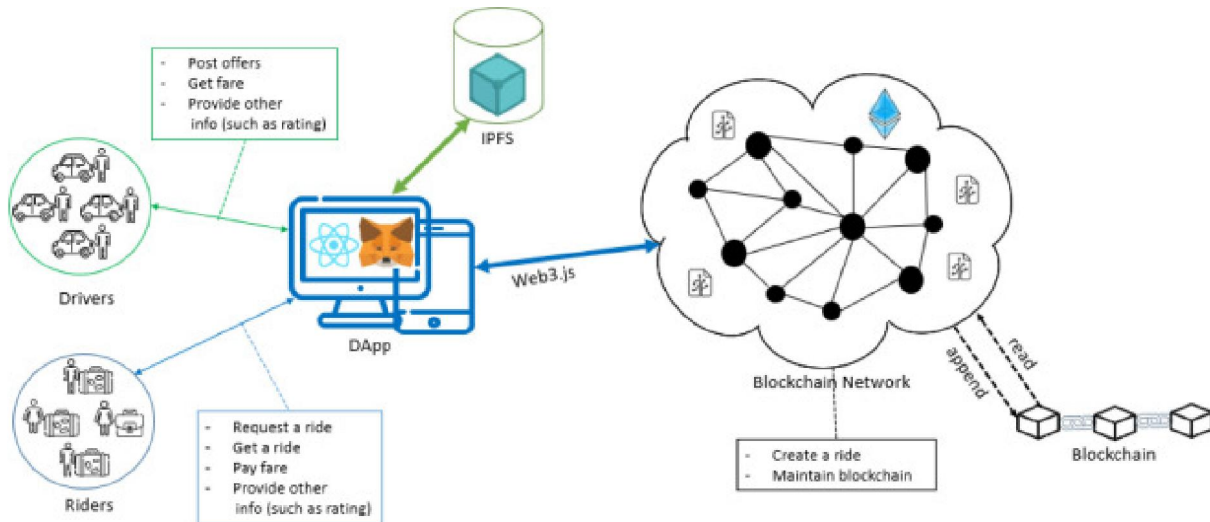 - Post offers
- Get fare
- Provide other
info (such as rating)
IPFS
Drivers
Web3.js
DApp
Riders
- Request a ride
- Get a ride
- Pay fare
- Provide other
info (such as rating)
Blockchain Network
append
read
- Create a ride
- Maintain blockchain
Blockchain